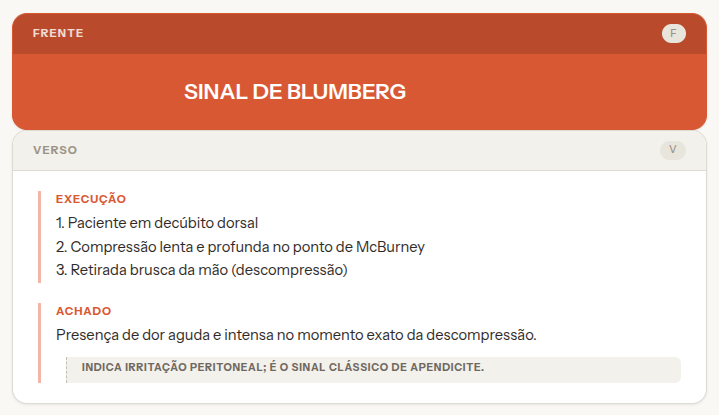 FRENTE
F
SINAL DE BLUMBERG
VERSO
V
EXECUÇÃO
1. Paciente em decúbito dorsal
2. Compressão lenta e profunda no ponto de McBurney
3. Retirada brusca da mão (descompressão)
ACHADO
Presença de dor aguda e intensa no momento exato da descompressão.
INDICA IRRITAÇÃO PERITONEAL; É O SINAL CLÁSSICO DE APENDICITE.